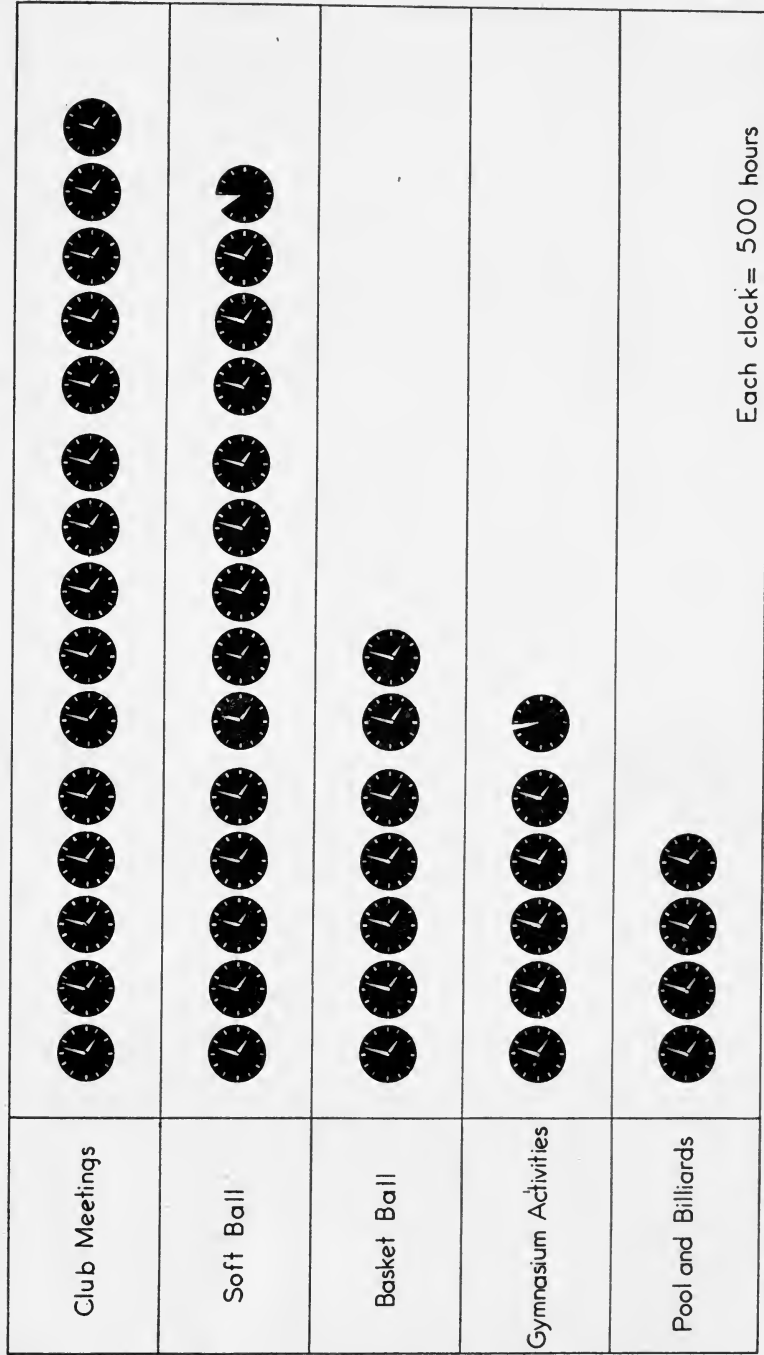 Club Meetings
Soft Ball
Basket Ball
Gymnasium Activities
Pool and Billiards
Each clock= 500 hours